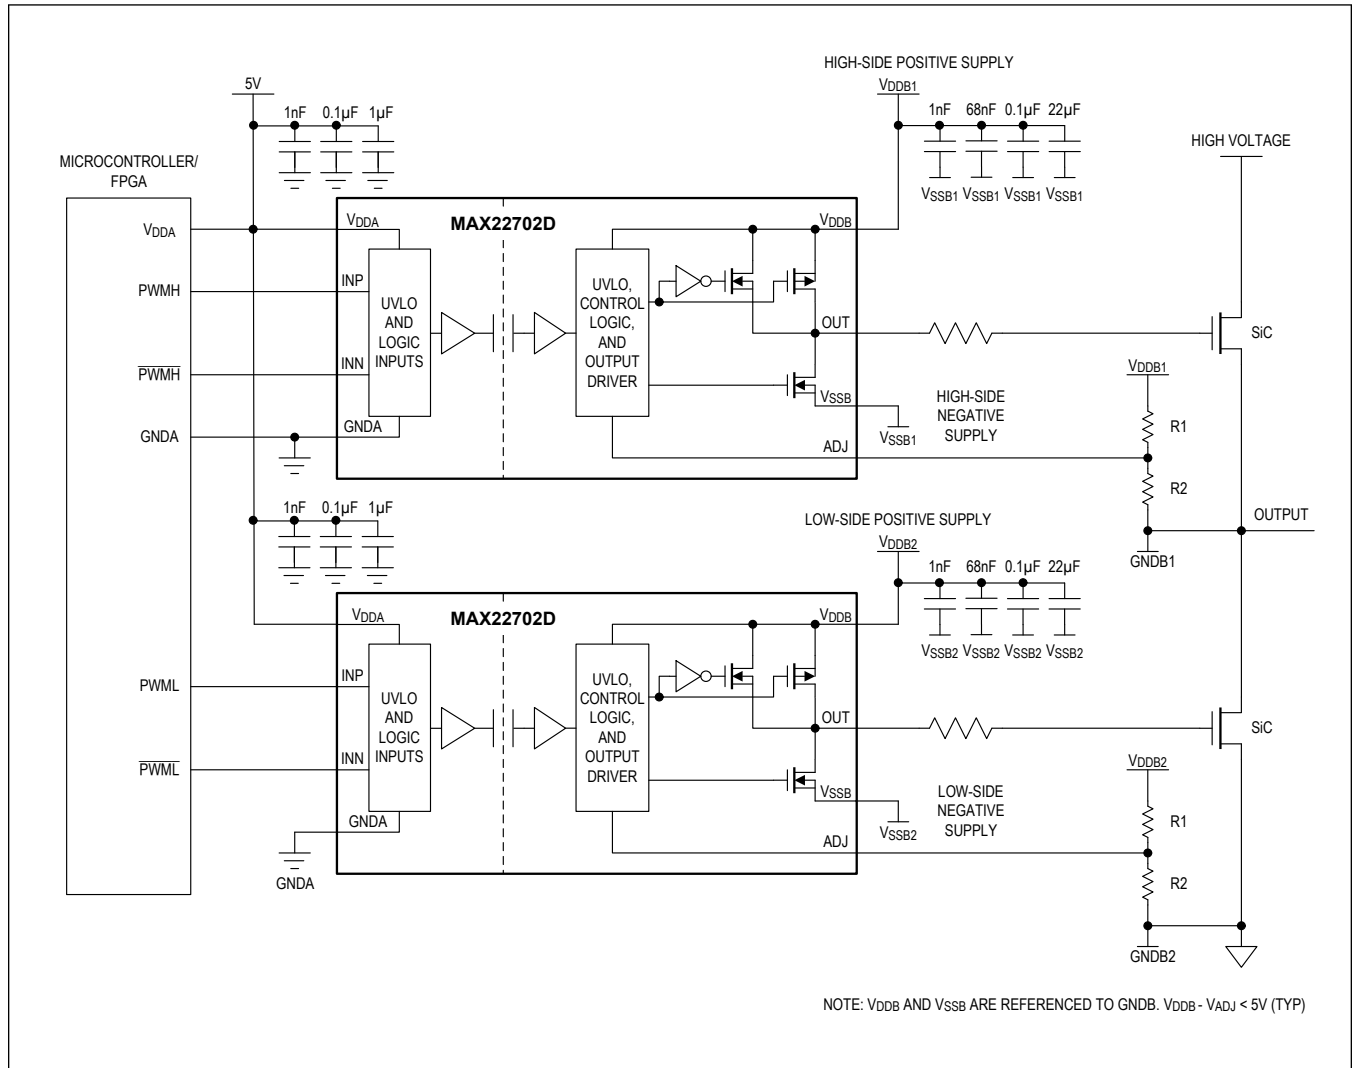 HIGH-SIDE POSITIVE SUPPLY
5V
VDDB1
1nF 0.1µF 1µF
1nF 68nF 0.1µF 22µF
HIGH VOLTAGE
MICROCONTROLLER/
FPGA
VSSB1 VSSB1 VSSB1 VSSB1
VDDA
VDDA
MAX22702D
VDDB
PWMH
INP
UVLO
AND
LOGIC
INPUTS
UVLO,
CONTROL
LOGIC,
AND
OUTPUT
DRIVER
OUT
SiC
PWMH
INN
VDDB1
VSSB
HIGH-SIDE
NEGATIVE
SUPPLY
VSSB1
GNDA
GNDA
ADJ
R1
R2
1nF 0.1µF 1µF
OUTPUT
LOW-SIDE POSITIVE SUPPLY
VDDB2
GNDB1
1nF 68nF 0.1µF 22µF
VSSB2 VSSB2 VSSB2 VSSB2
VDDA
MAX22702D
VDDB
PWML
INP
UVLO
AND
LOGIC
INPUTS
UVLO,
CONTROL
LOGIC,
AND
OUTPUT
DRIVER
OUT
SiC
PWML
INN
VDDB2
VSSB
LOW-SIDE
NEGATIVE
SUPPLY
VSSB2
GNDA
GNDA
ADJ
R1
R2
GNDB2
NOTE: VDDB AND VSSB ARE REFERENCED TO GNDB. VDDB - VADJ < 5V (TYP)